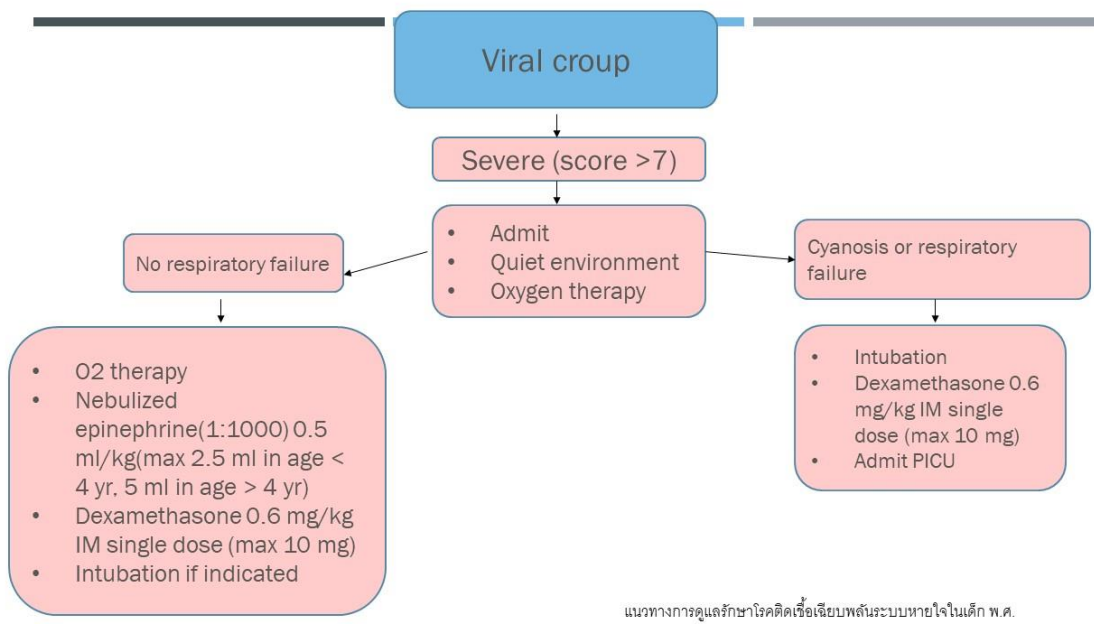 Viral croup
Severe (score >7)
• Admit
• Quiet environment
• Oxygen therapy
No respiratory failure
Cyanosis or respiratory
failure
• O2 therapy
• Nebulized
epinephrine(1:1000) 0.5
ml/kg(max 2.5 ml in age <
4 yr, 5 ml in age > 4 yr)
• Dexamethasone 0.6 mg/kg
IM single dose (max 10 mg)
• Intubation if indicated
• Intubation
• Dexamethasone 0.6
mg/kg IM single
dose (max 10 mg)
• Admit PICU
แนวทางการดูแลรักษาโรคติดเชื้อเฉียบพลันระบบหายใจในเด็ก พ.ศ.